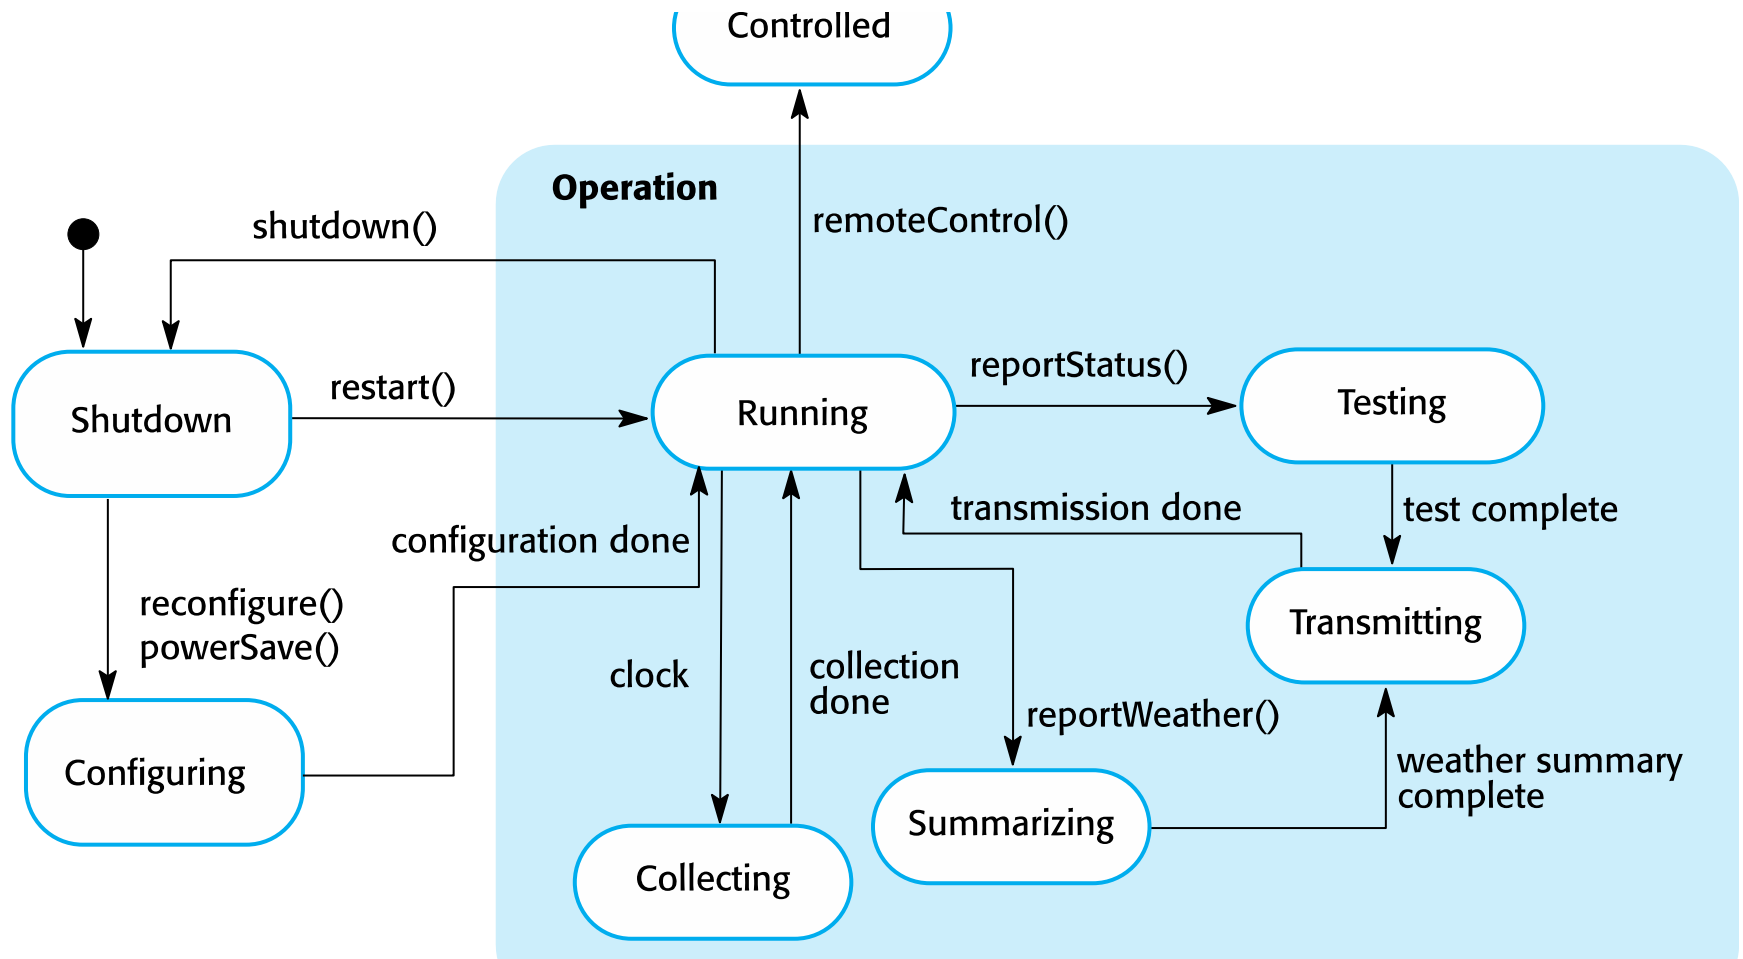 Controlled
Operation
shutdown()
remoteControl()
restart()
reportStatus()
Shutdown
Running
Testing
transmission done
test complete
configuration done
reconfigure()
powerSave()
Transmitting
clock
collection
done
reportWeather()
Configuring
weather summary
complete
Summarizing
Collecting